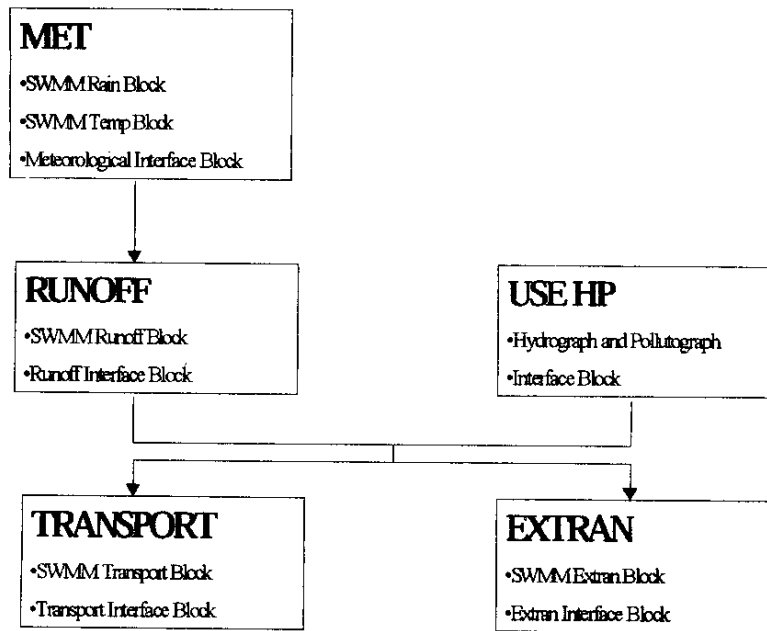 MET
•SWMM Rain Block
•SWMM Temp Block
•Meteorological Interface Block
RUNOFF
•SWMM Runoff Block
•Runoff Interface Block
USE HP
•Hydrograph and Pollutograph
•Interface Block
TRANSPORT
•SWMM Transport Block
•Transport Interface Block
EXTRAN
•SWMM Extran Block
•Extran Interface Block